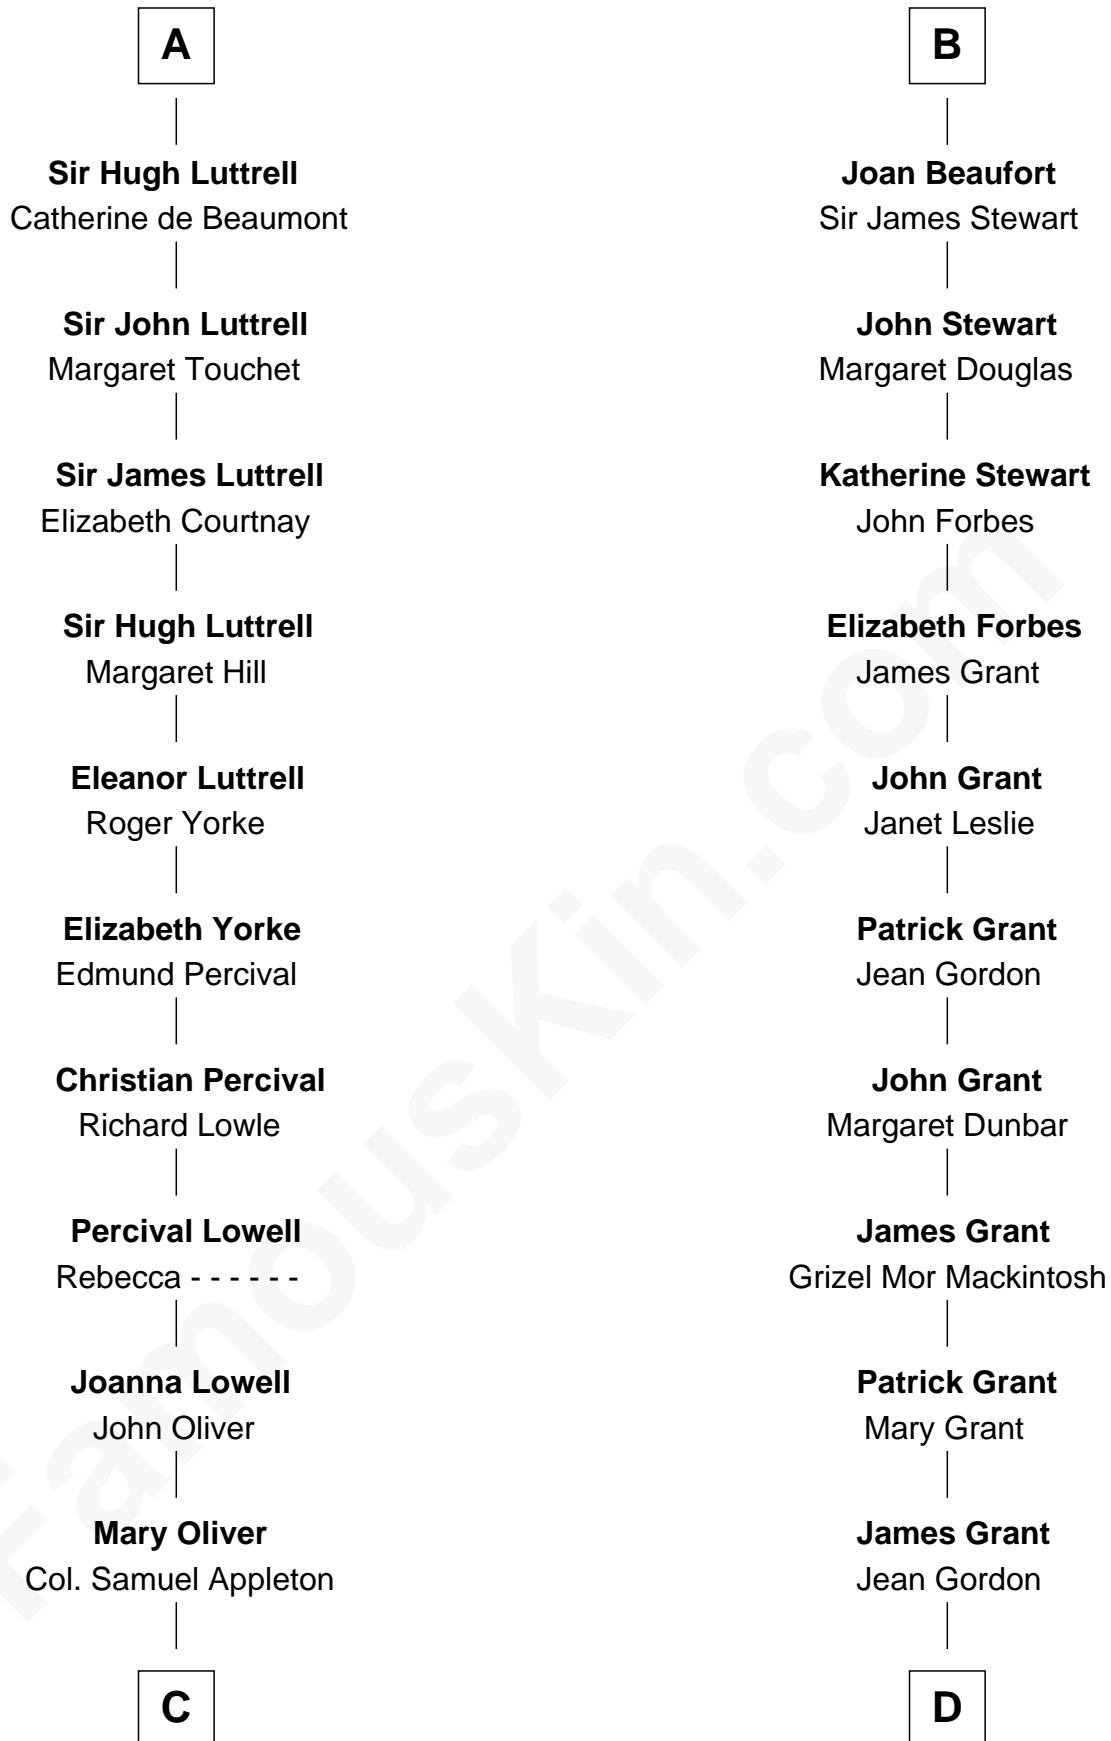 A
Sir Hugh Luttrell
Catherine de Beaumont
Sir John Luttrell
Margaret Touchet
Sir James Luttrell
Elizabeth Courtnay
Sir Hugh Luttrell
Margaret Hill
Eleanor Luttrell
Roger Yorke
Elizabeth Yorke
Edmund Percival
Christian Percival
Richard Lowle
Percival Lowell
Rebecca - - - - - -
Joanna Lowell
John Oliver
Mary Oliver
Col. Samuel Appleton
C
B
Joan Beaufort
Sir James Stewart
John Stewart
Margaret Douglas
Katherine Stewart
John Forbes
Elizabeth Forbes
James Grant
John Grant
Janet Leslie
Patrick Grant
Jean Gordon
John Grant
Margaret Dunbar
James Grant
Grizel Mor Mackintosh
Patrick Grant
Mary Grant
James Grant
Jean Gordon
D
FamousKin.com